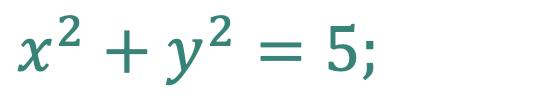 x² + y² = 5;